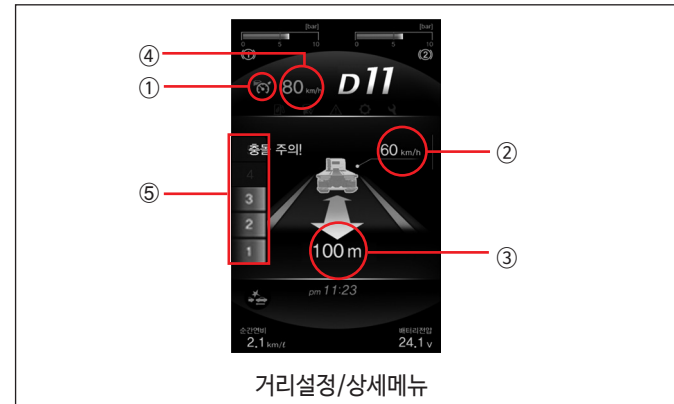 [bar] [bar]
0 5 10 0 5 10
(1) (2)
④
① 80 km/h D11
충돌 주의! 60 km/h ②
4
⑤ 3
2
1 100 m ③
pm 11:23
순간연비 배터리전압
2.1 km/ℓ 24.1 v
거리설정/상세메뉴